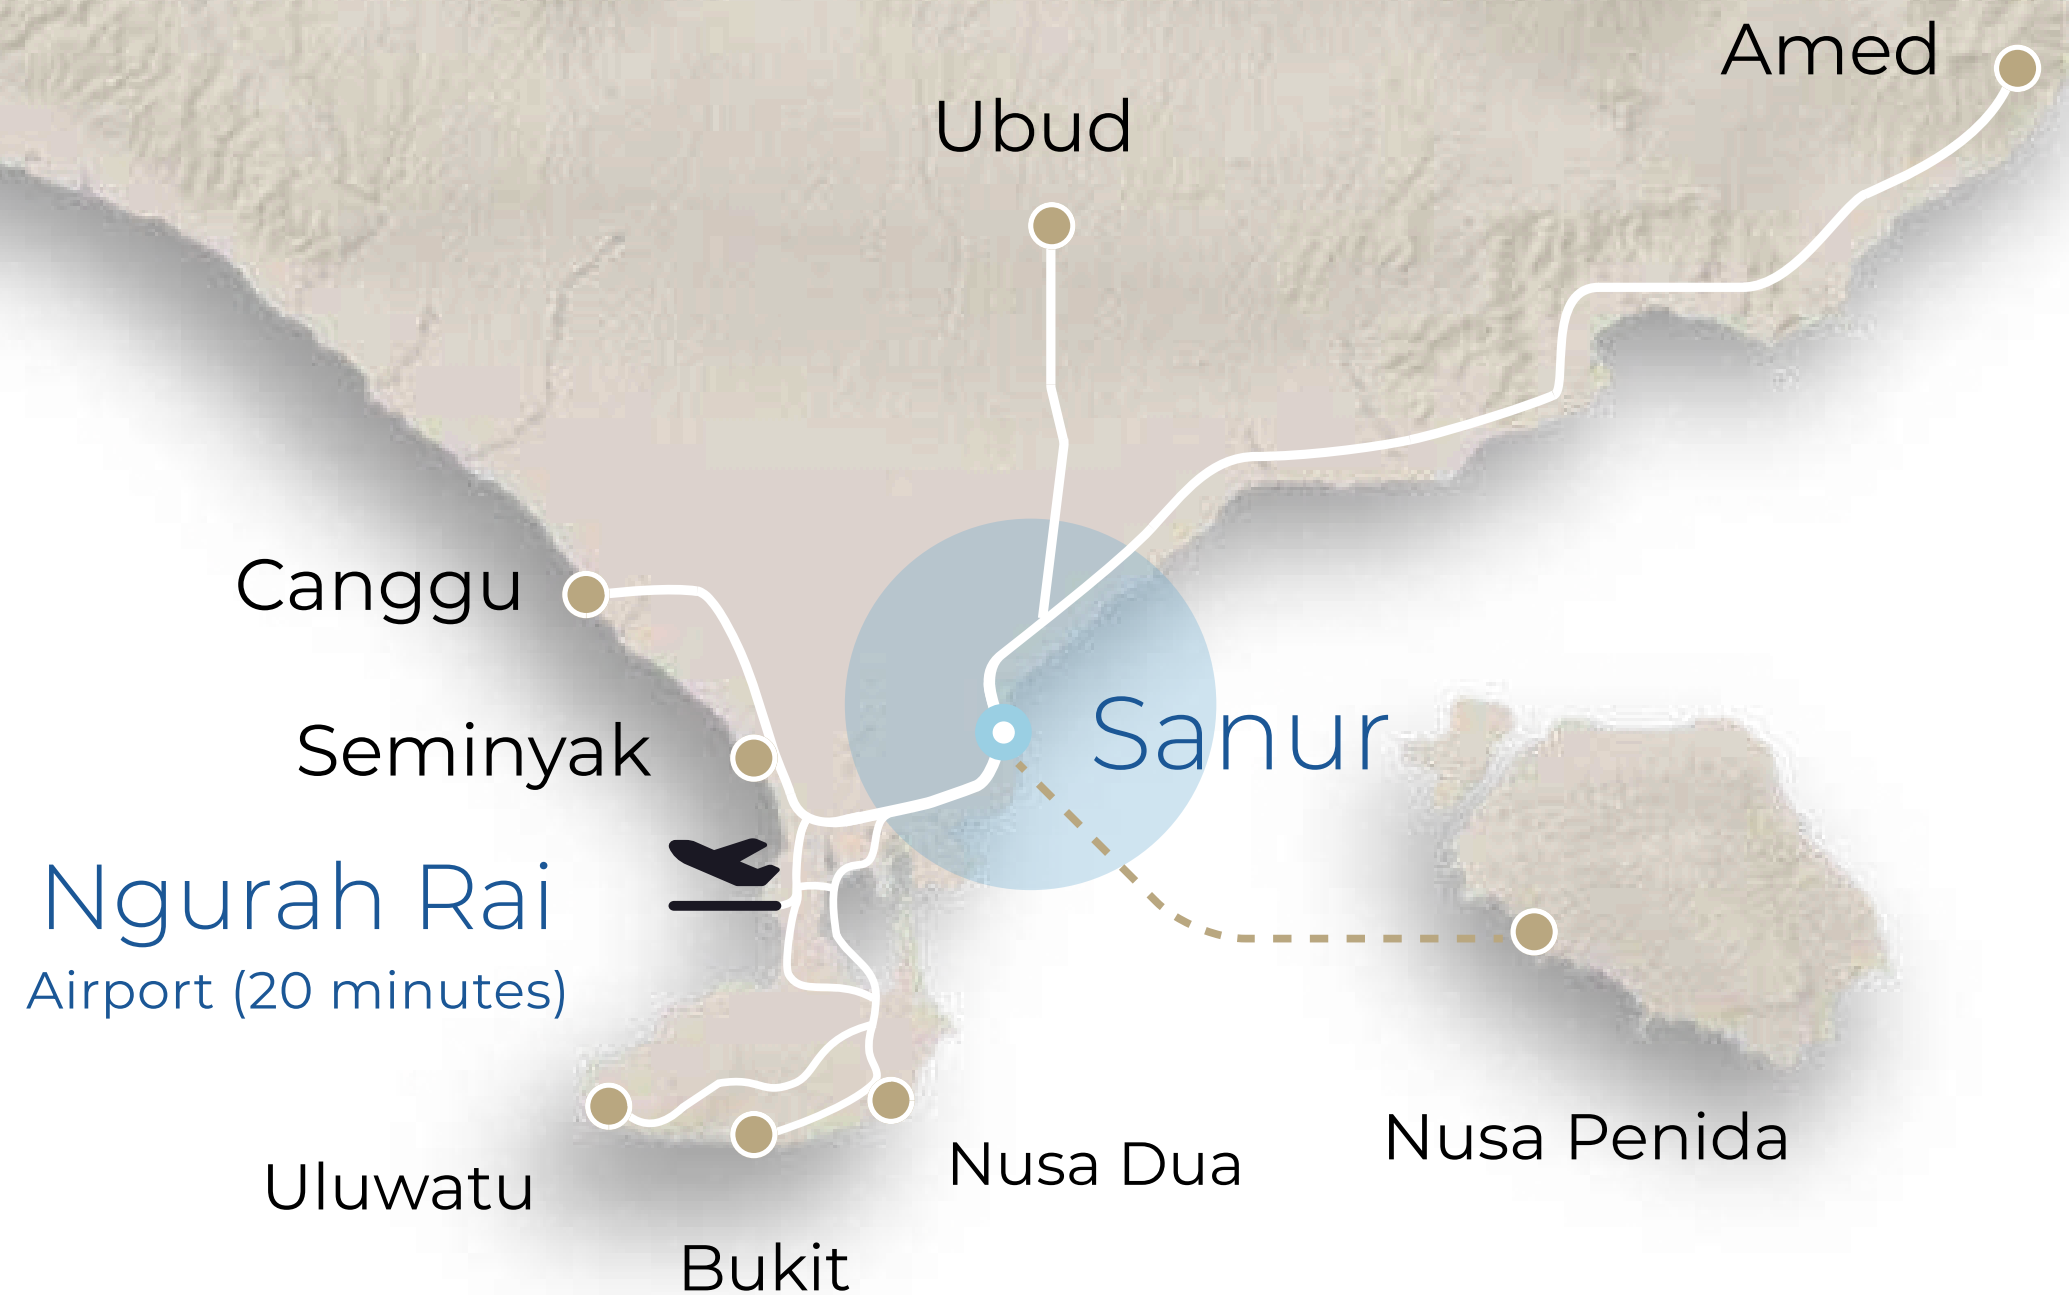 Amed
Ubud
Canggu
Sanur
Seminyak
Ngurah Rai
Airport (20 minutes)
Nusa Penida
Nusa Dua
Uluwatu
Bukit